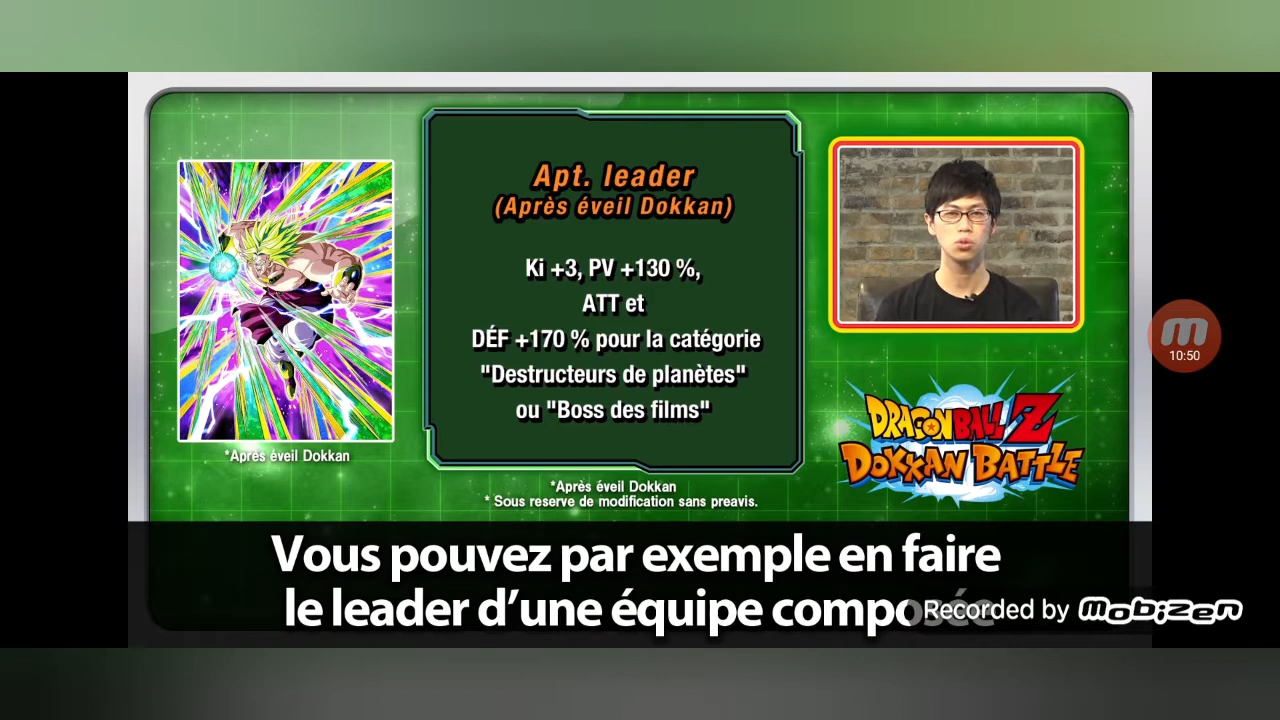 Apt. leader
(Après éveil Dokkan)
Ki +3, PV +130 %,
ATT et
DÉF +170 % pour la catégorie
"Destructeurs de planètes"
ou "Boss des films"
*Après éveil Dokkan
*Après éveil Dokkan
* Sous reserve de modification sans preavis.
10:50
DRAGON BALL Z
DOKKAN BATTLE
Vous pouvez par exemple en faire
le leader d'une équipe composée
Recorded by mobizen